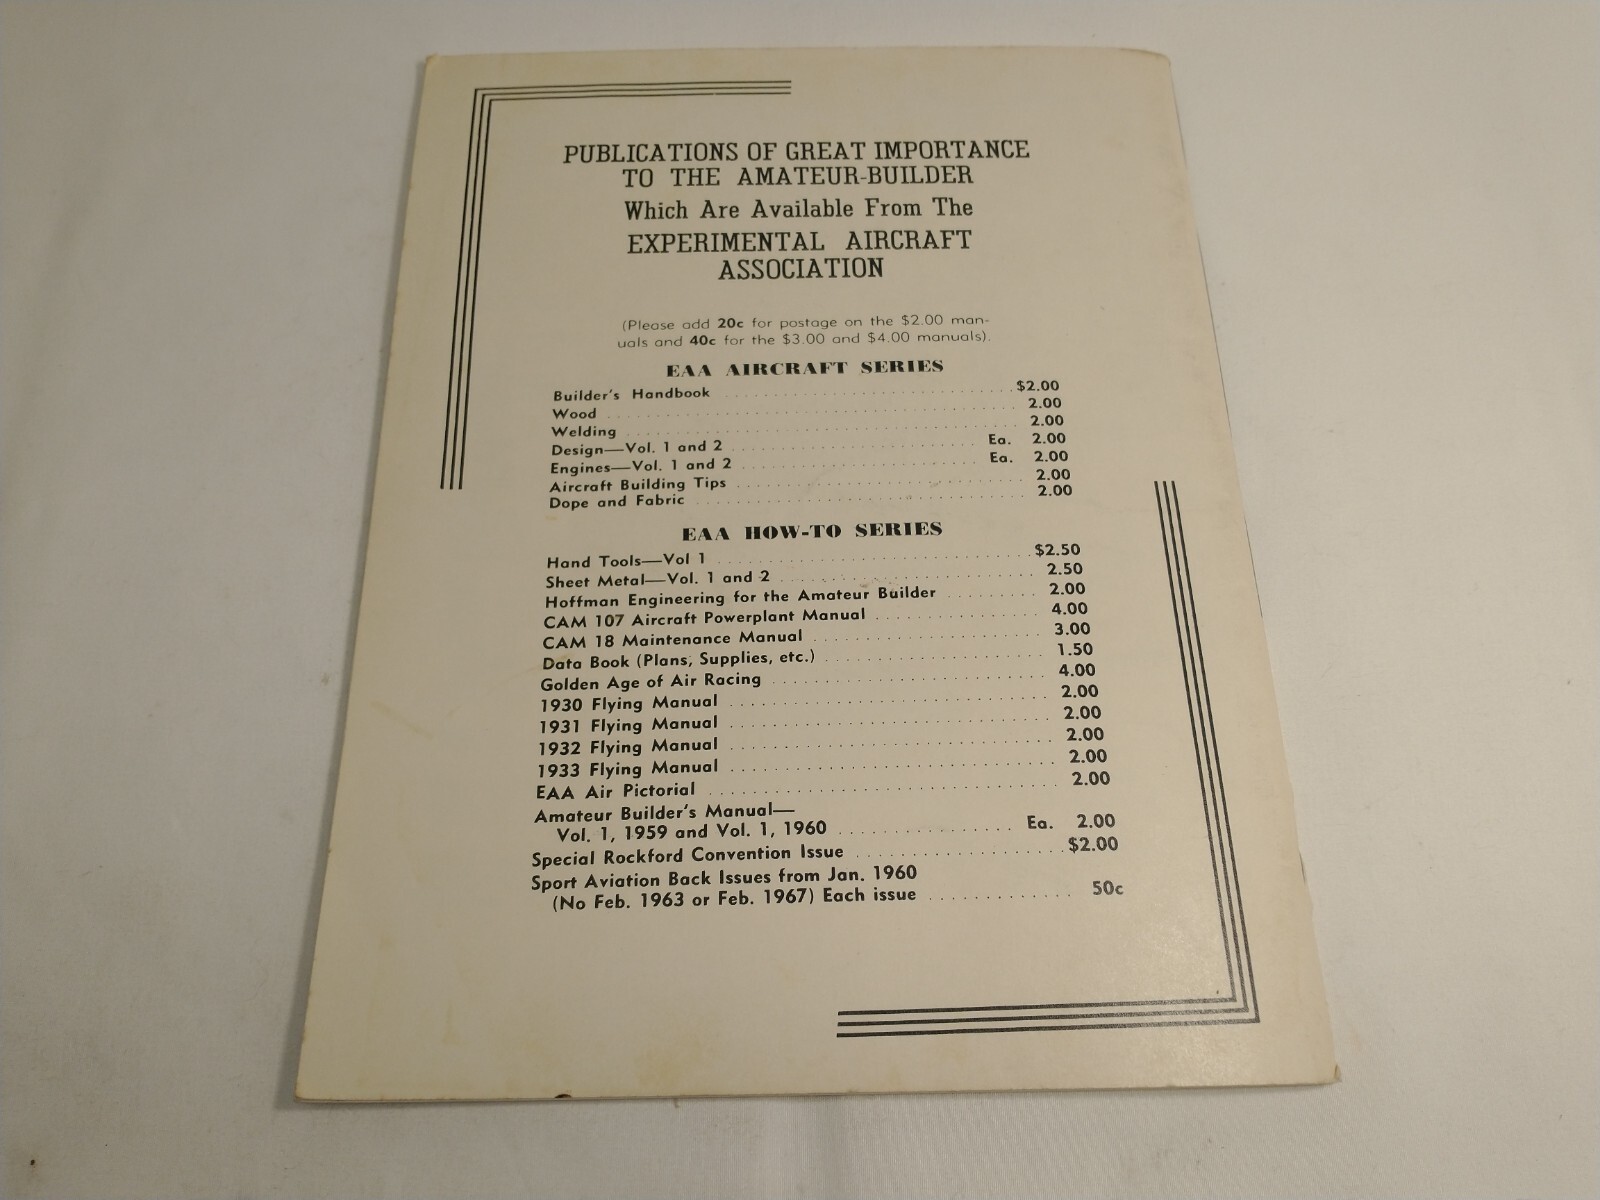 PUBLICATIONS OF GREAT IMPORTANCE
TO THE AMATEUR-BUILDER
Which Are Available From The
EXPERIMENTAL AIRCRAFT
ASSOCIATION
(Please add 20c for postage on the $2.00 man-
uals and 40c for the $3.00 and $4.00 manuals).
EAA AIRCRAFT SERIES
Builder's Handbook . . . . . . . . . . $2.00
Wood . . . . . . . . . . 2.00
Welding . . . . . . . . . . 2.00
Design—Vol. 1 and 2 . . . . . . . . . . Ea. 2.00
Engines—Vol. 1 and 2 . . . . . . . . . . Ea. 2.00
Aircraft Building Tips . . . . . . . . . . 2.00
Dope and Fabric . . . . . . . . . . 2.00
EAA HOW-TO SERIES
Hand Tools—Vol 1 . . . . . . . . . . $2.50
Sheet Metal—Vol. 1 and 2 . . . . . . . . . . 2.50
Hoffman Engineering for the Amateur Builder . . . . . . . . . . 2.00
CAM 107 Aircraft Powerplant Manual . . . . . . . . . . 4.00
CAM 18 Maintenance Manual . . . . . . . . . . 3.00
Data Book (Plans, Supplies, etc.) . . . . . . . . . . 1.50
Golden Age of Air Racing . . . . . . . . . . 4.00
1930 Flying Manual . . . . . . . . . . 2.00
1931 Flying Manual . . . . . . . . . . 2.00
1932 Flying Manual . . . . . . . . . . 2.00
1933 Flying Manual . . . . . . . . . . 2.00
EAA Air Pictorial . . . . . . . . . . 2.00
Amateur Builder's Manual—
Vol. 1, 1959 and Vol. 1, 1960 . . . . . . . . . . Ea. 2.00
Special Rockford Convention Issue . . . . . . . . . . $2.00
Sport Aviation Back Issues from Jan. 1960
(No Feb. 1963 or Feb. 1967) Each issue . . . . . . . . . . 50c